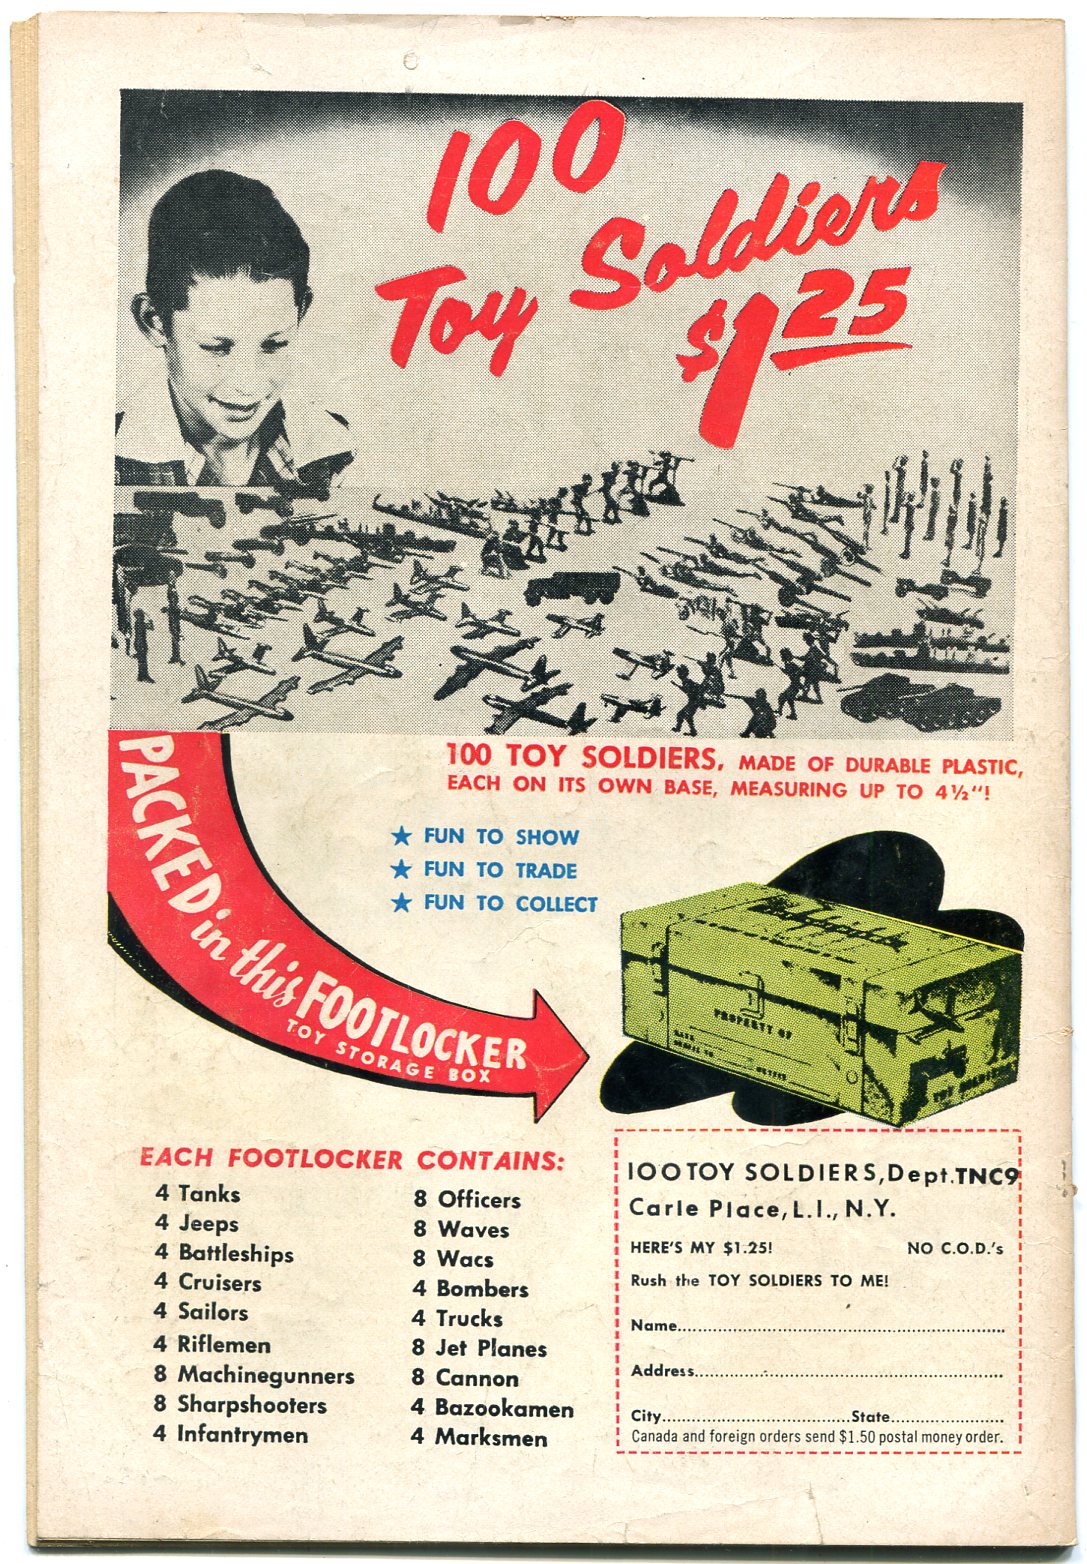 100
Toy Soldiers
$1 25
100 TOY SOLDIERS, MADE OF DURABLE PLASTIC,
EACH ON ITS OWN BASE, MEASURING UP TO 4½"!
★ FUN TO SHOW
★ FUN TO TRADE
★ FUN TO COLLECT
PACKED in this FOOTLOCKER
TOY STORAGE BOX
PROPERTY OF
TOY SOLDIERS
EACH FOOTLOCKER CONTAINS:
4 Tanks
4 Jeeps
4 Battleships
4 Cruisers
4 Sailors
4 Riflemen
8 Machinegunners
8 Sharpshooters
4 Infantrymen
8 Officers
8 Waves
8 Wacs
4 Bombers
4 Trucks
8 Jet Planes
8 Cannon
4 Bazookamen
4 Marksmen
100 TOY SOLDIERS, Dept. TNC9
Carle Place, L.I., N.Y.
HERE'S MY $1.25! NO C.O.D.'s
Rush the TOY SOLDIERS TO ME!
Name
Address
City State
Canada and foreign orders send $1.50 postal money order.